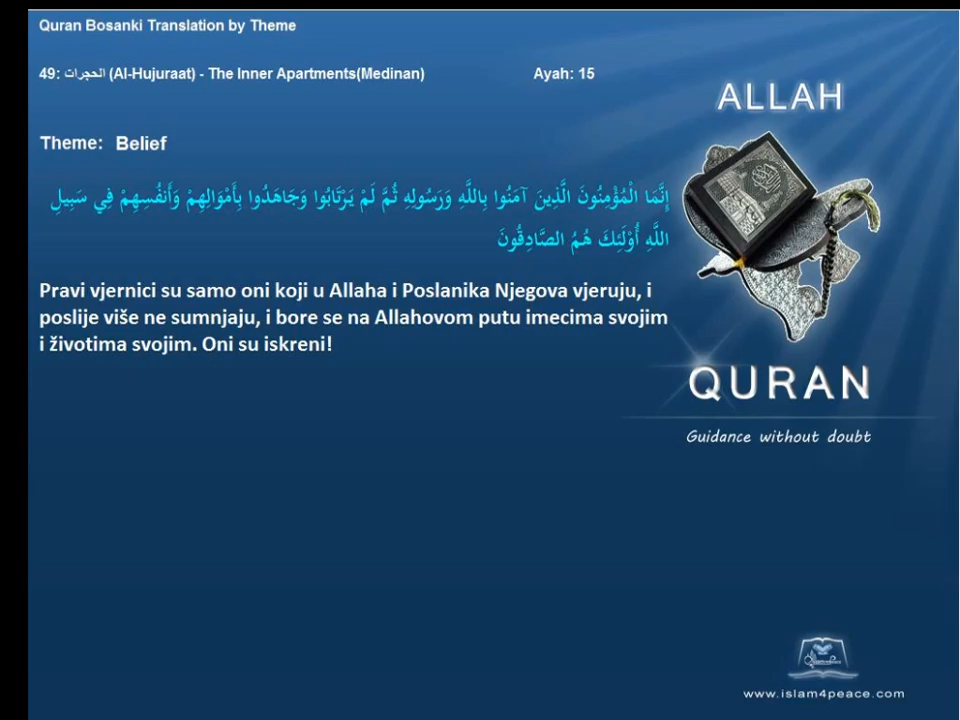 Quran Bosanki Translation by Theme
49: الحجرات (Al-Hujuraat) - The Inner Apartments(Medinan) Ayah: 15
Theme: Belief
إِنَّمَا الْمُؤْمِنُونَ الَّذِينَ آمَنُوا بِاللَّهِ وَرَسُولِهِ ثُمَّ لَمْ يَرْتَابُوا وَجَاهَدُوا بِأَمْوَالِهِمْ وَأَنفُسِهِمْ فِي سَبِيلِ
اللَّهِ أُوْلَئِكَ هُمُ الصَّادِقُونَ
Pravi vjernici su samo oni koji u Allaha i Poslanika Njegova vjeruju, i
poslije više ne sumnjaju, i bore se na Allahovom putu imecima svojim
i životima svojim. Oni su iskreni!
ALLAH
QURAN
Guidance without doubt
www.islam4peace.com